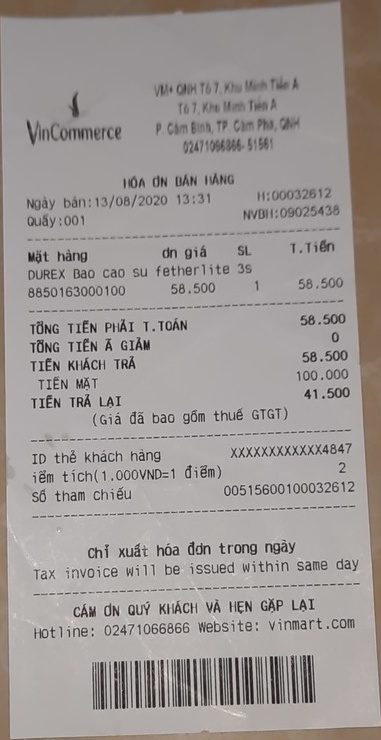 VinCommerce
VM+ QNH Tổ 7, Khu Minh Tiến A
Tổ 7, Khu Minh Tiến A
P. Cẩm Bình, TP. Cẩm Phả, QNH
02471066866- 51561
HÓA ƠN BÁN HÀNG
Ngày bán:13/08/2020 13:31 H:00032612
Quầy:001 NVBH:09025438
Mặt hàng ơn giá SL T.Tiền
DUREX Bao cao su fetherlite 3s
8850163000100 58.500 1 58.500
TỔNG TIỀN PHẢI T.TOÁN 58.500
TỔNG TIỀN Ã GIẢM 0
TIỀN KHÁCH TRẢ 58.500
TIỀN MẶT 100.000
TIỀN TRẢ LẠI 41.500
(Giá đã bao gồm thuế GTGT)
ID thẻ khách hàng XXXXXXXXXXXX4847
iểm tích(1.000VND=1 điểm) 2
Số tham chiếu 00515600100032612
Chỉ xuất hóa đơn trong ngày
Tax invoice will be issued within same day
CẢM ƠN QUÝ KHÁCH VÀ HẸN GẶP LẠI
Hotline: 02471066866 Website: vinmart.com